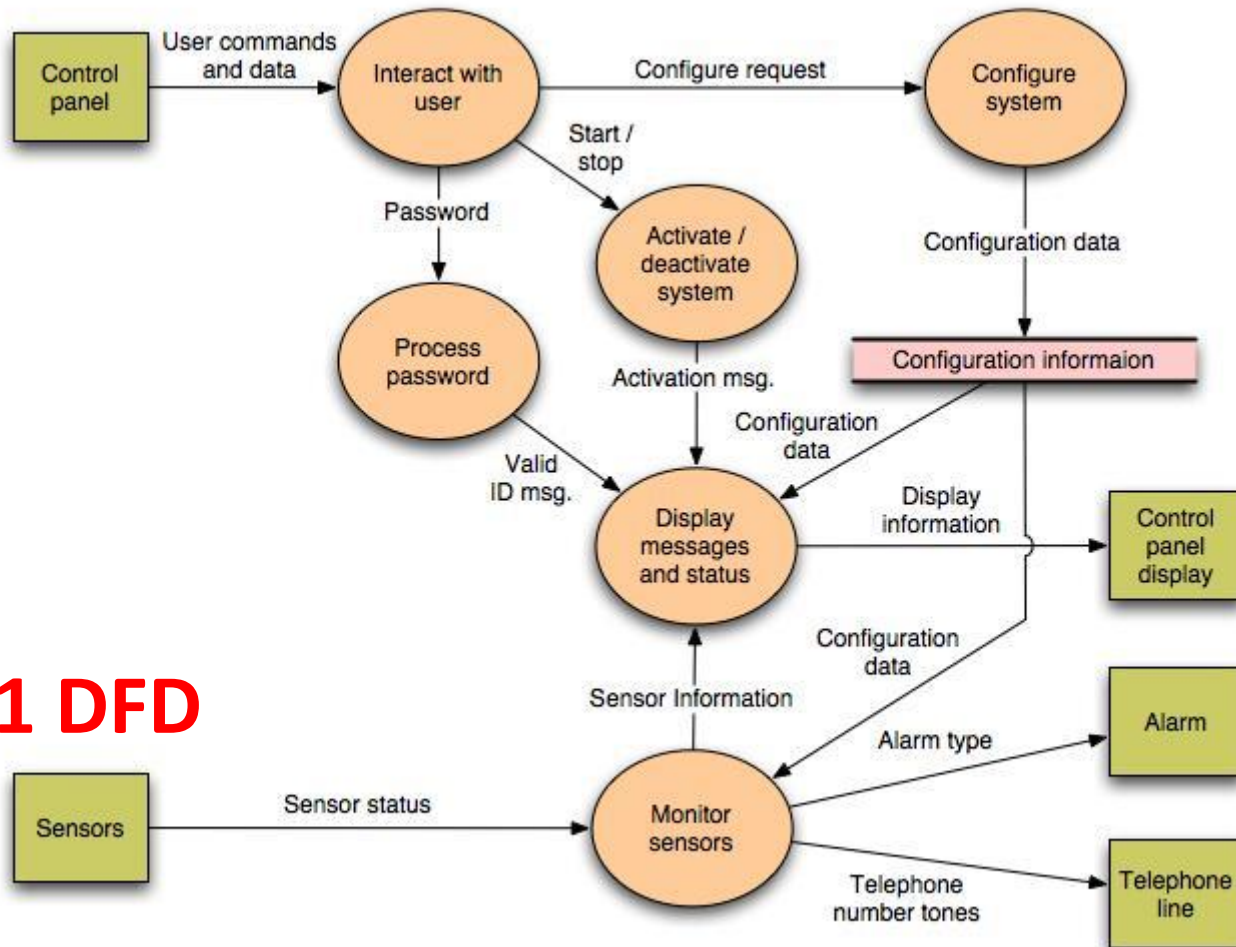 User commands
and data
Control
panel
Interact with
user
Configure request
Configure
system
Start /
stop
Password
Activate /
deactivate
system
Configuration data
Process
password
Configuration informaion
Activation msg.
Configuration
data
Valid
ID msg.
Display
messages
and status
Display
information
Control
panel
display
Configuration
data
1 DFD
Sensor Information
Alarm type
Alarm
Sensors
Sensor status
Monitor
sensors
Telephone
number tones
Telephone
line